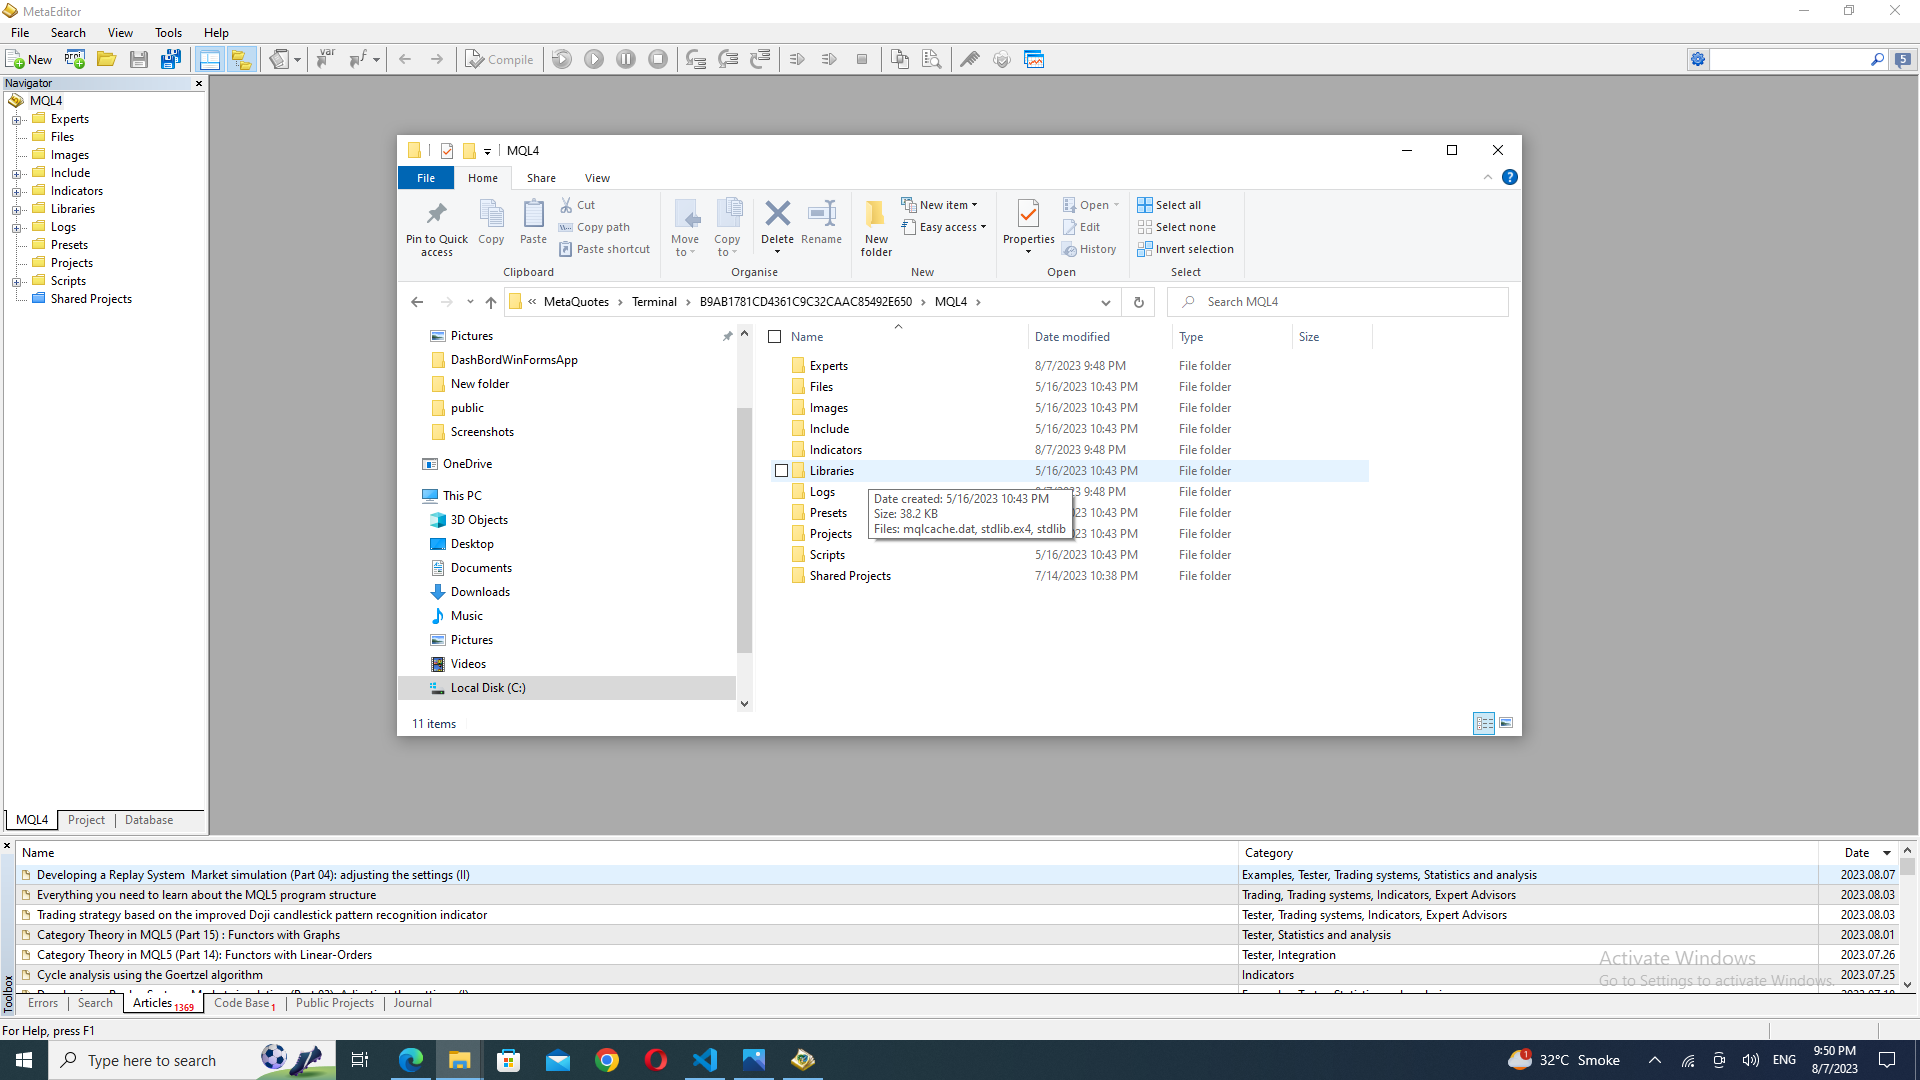 MetaEditor
File Search View Tools Help
New Compile 5
Navigator
MQL4
Experts
Files
Images
Include
Indicators
Libraries
Logs
Presets
Projects
Scripts
Shared Projects
MQL4 Project Database
MQL4
File Home Share View
Pin to Quick access
Copy
Paste
Cut
Copy path
Paste shortcut
Clipboard
Move to
Copy to
Delete
Rename
Organise
New folder
New item
Easy access
New
Properties
Open
Edit
History
Open
Select all
Select none
Invert selection
Select
« MetaQuotes › Terminal › B9AB1781CD4361C9C32CAAC85492E650 › MQL4 ›
Search MQL4
Pictures
DashBordWinFormsApp
New folder
public
Screenshots
OneDrive
This PC
3D Objects
Desktop
Documents
Downloads
Music
Pictures
Videos
Local Disk (C:)
Name Date modified Type Size
Experts 8/7/2023 9:48 PM File folder
Files 5/16/2023 10:43 PM File folder
Images 5/16/2023 10:43 PM File folder
Include 5/16/2023 10:43 PM File folder
Indicators 8/7/2023 9:48 PM File folder
Libraries 5/16/2023 10:43 PM File folder
Logs 9:48 PM File folder
Presets 23 10:43 PM File folder
Projects 23 10:43 PM File folder
Scripts 5/16/2023 10:43 PM File folder
Shared Projects 7/14/2023 10:38 PM File folder
Date created: 5/16/2023 10:43 PM
Size: 38.2 KB
Files: mqlcache.dat, stdlib.ex4, stdlib
11 items
Toolbox
Name Category Date
Developing a Replay System Market simulation (Part 04): adjusting the settings (II) Examples, Tester, Trading systems, Statistics and analysis 2023.08.07
Everything you need to learn about the MQL5 program structure Trading, Trading systems, Indicators, Expert Advisors 2023.08.03
Trading strategy based on the improved Doji candlestick pattern recognition indicator Tester, Trading systems, Indicators, Expert Advisors 2023.08.03
Category Theory in MQL5 (Part 15) : Functors with Graphs Tester, Statistics and analysis 2023.08.01
Category Theory in MQL5 (Part 14): Functors with Linear-Orders Tester, Integration 2023.07.26
Cycle analysis using the Goertzel algorithm Indicators 2023.07.25
Activate Windows
Go to Settings to activate Windows.
Errors Search Articles 1369 Code Base 1 Public Projects Journal
For Help, press F1
Type here to search
1 32°C Smoke
ENG
9:50 PM
8/7/2023